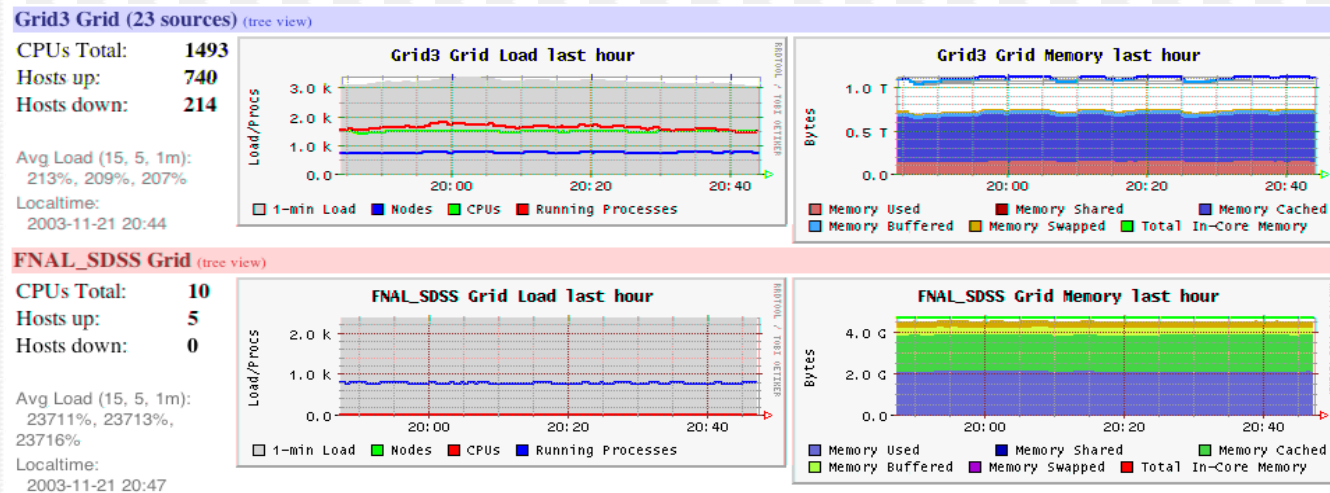 Grid3 Grid (23 sources) (tree view)
CPUs Total: 1493
Hosts up: 740
Hosts down: 214
Avg Load (15, 5, 1m):
213%, 209%, 207%
Localtime:
2003-11-21 20:44
Grid3 Grid Load last hour
RRDTOOL / TOBI OETIKER
Load/Procs
3.0 k
2.0 k
1.0 k
0.0
20:00 20:20 20:40
1-min Load Nodes CPUs Running Processes
Grid3 Grid Memory last hour
Bytes
1.0 T
0.5 T
0.0
20:00 20:20 20:40
Memory Used Memory Shared Memory Cached
Memory Buffered Memory Swapped Total In-Core Memory
FNAL_SDSS Grid (tree view)
CPUs Total: 10
Hosts up: 5
Hosts down: 0
Avg Load (15, 5, 1m):
23711%, 23713%,
23716%
Localtime:
2003-11-21 20:47
FNAL_SDSS Grid Load last hour
RRDTOOL / TOBI OETIKER
Load/Procs
2.0 k
1.0 k
0.0
20:00 20:20 20:40
1-min Load Nodes CPUs Running Processes
FNAL_SDSS Grid Memory last hour
Bytes
4.0 G
2.0 G
0.0
20:00 20:20 20:40
Memory Used Memory Shared Memory Cached
Memory Buffered Memory Swapped Total In-Core Memory